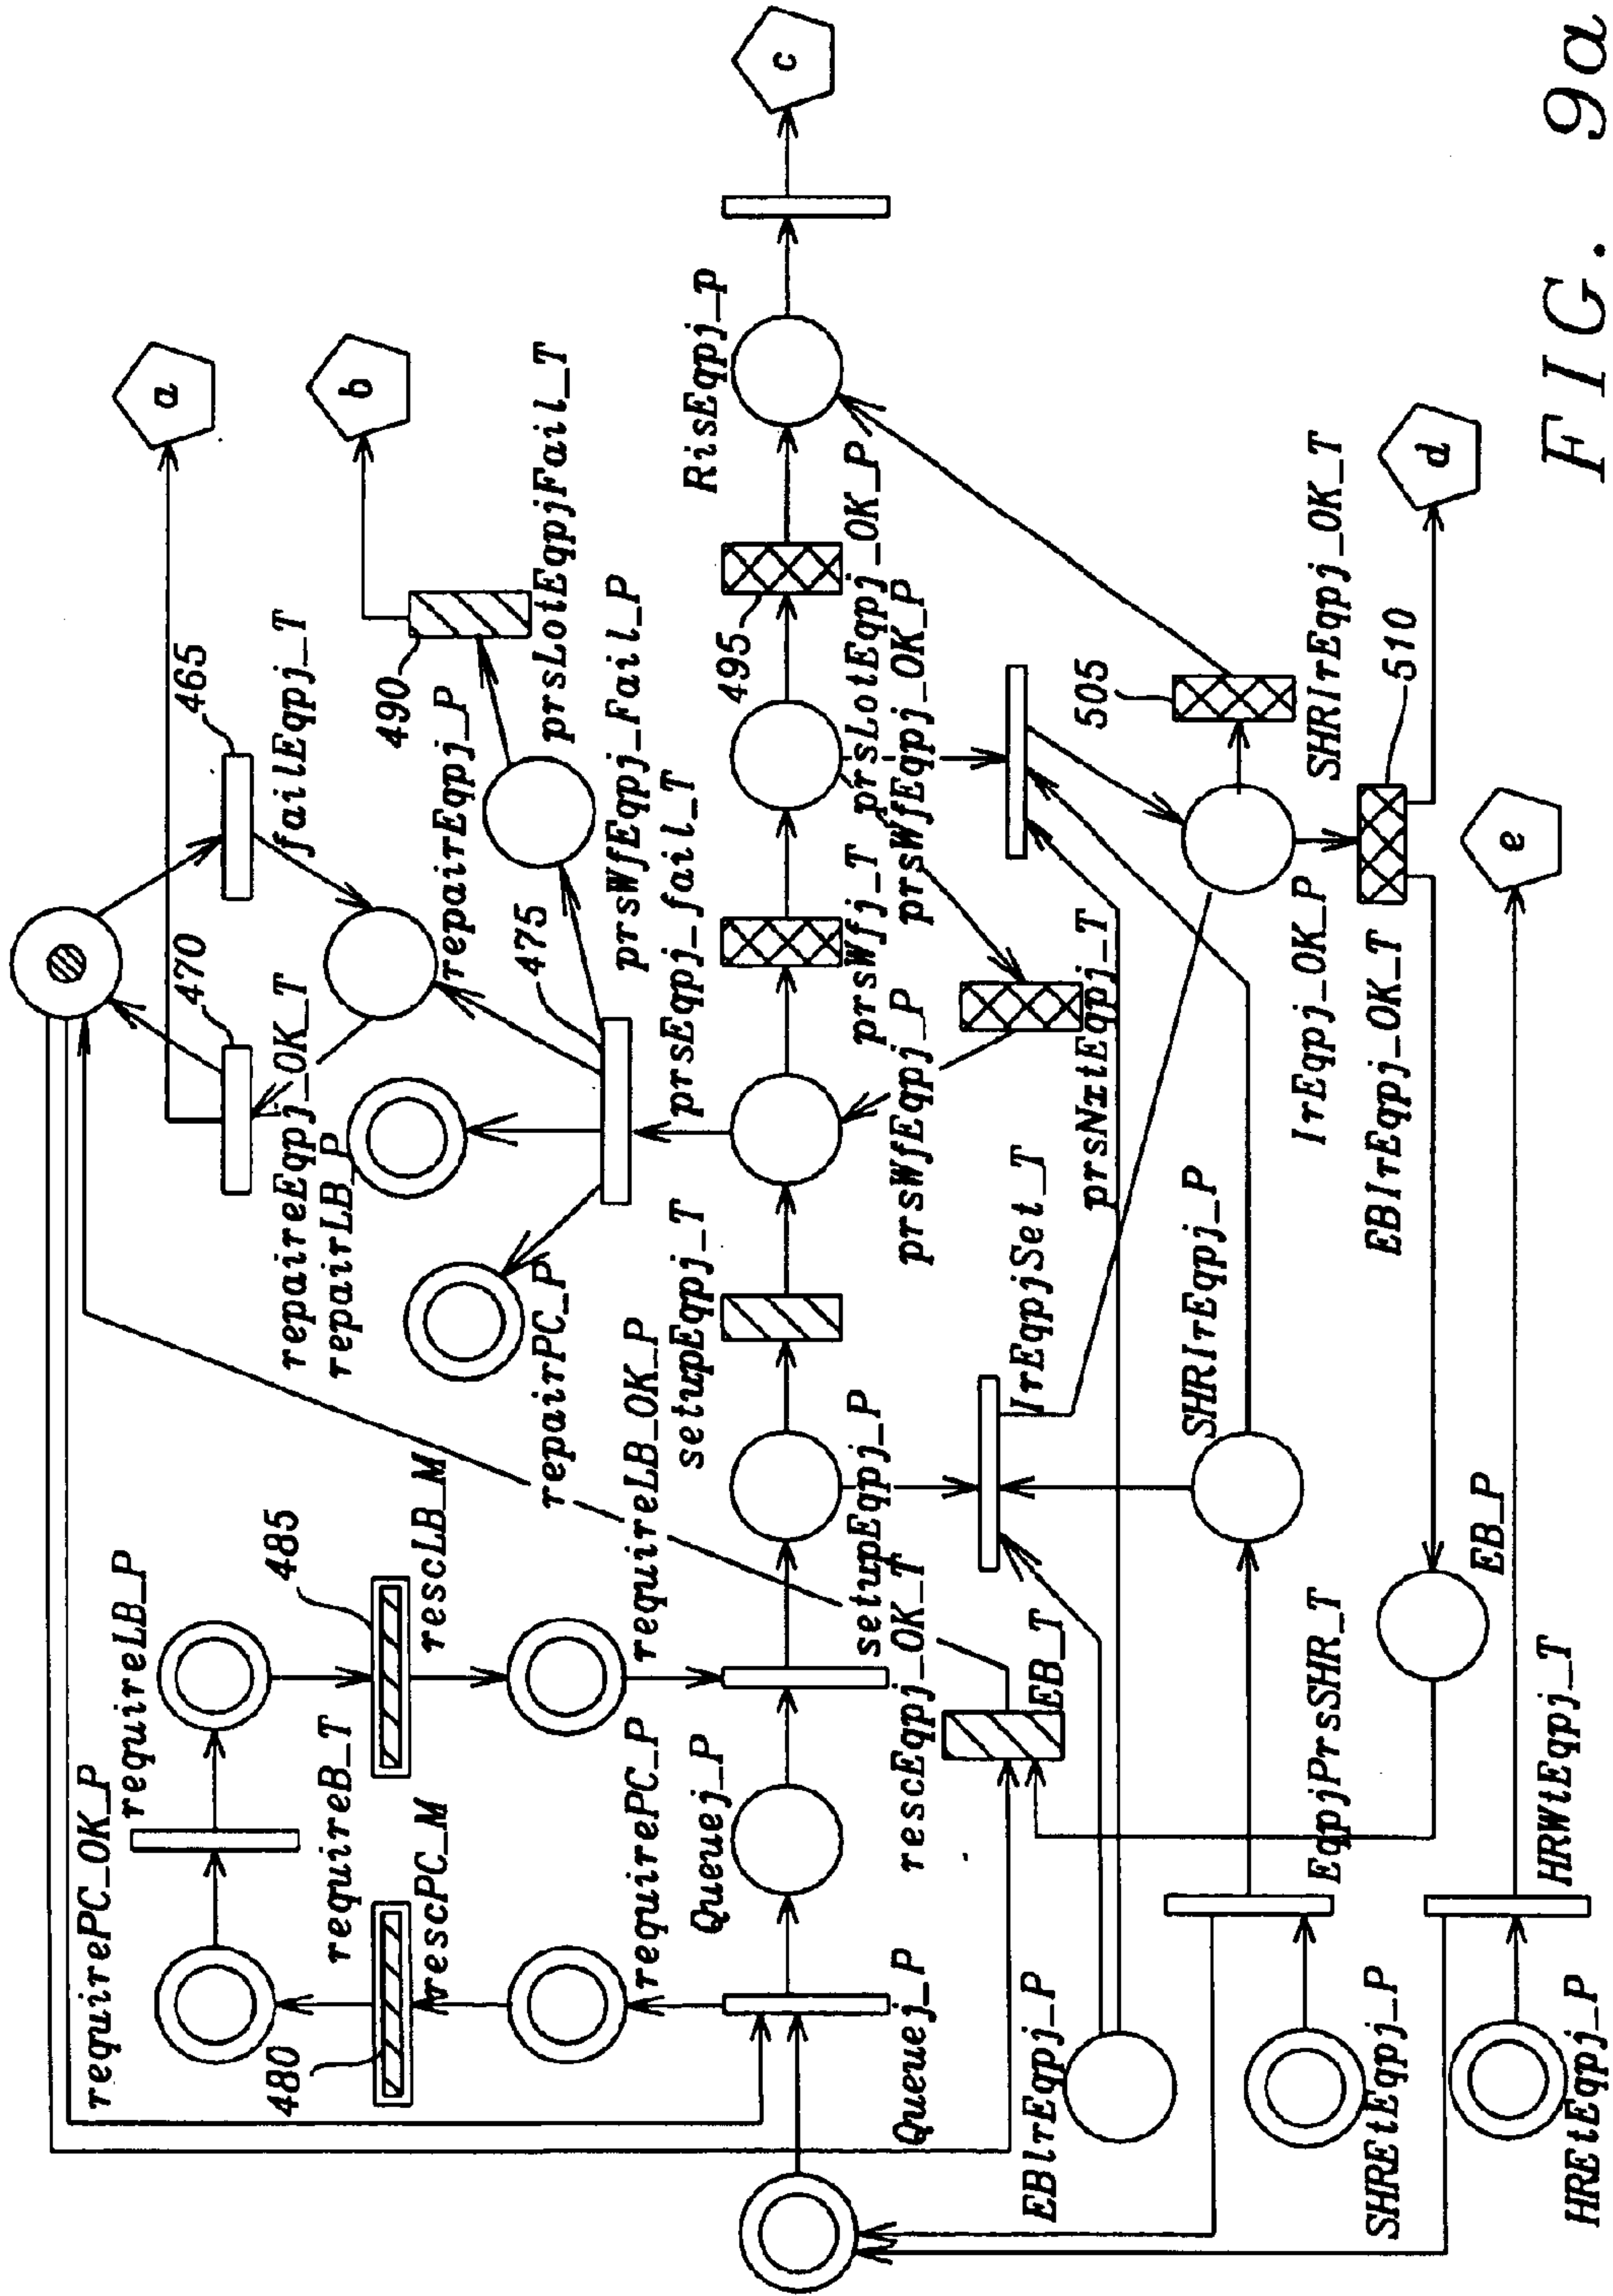 requirePC_OK_P
requireLB_P
480
485
requireB_T
rescPC_M
rescLB_M
requirePC_P
requireLB_OK_P
Queuej_P
Queuej_P
rescEqpj_OK_T
setupEqpj_P
setupEqpj_T
repairPC_P
repairLB_P
repaireEqpj_OK_T
470
465
failEqpj_T
a
repairEqpj_P
475
prsEqpj_fail_T
prsWfEqpj_Fail_P
490
prsLotEqpjFail_T
b
prsWfEqpj_P
prsWfj_T
prsWfEqpj_OK_P
prsLotEqpj_OK_P
495
RisEqpj_p
c
prsNxtEqpj_T
EB_T
IrEqpjSet_T
EBlrEqpj_P
EqpjPrsSHR_T
SHRIrEqpj_P
IrEqpj_OK_P
505
SHRIrEqpj_OK_T
510
EBIrEqpj_OK_T
d
SHREtEqpj_P
EB_P
HREtEqpj_P
HRWtEqpj_T
e
FIG. 9a